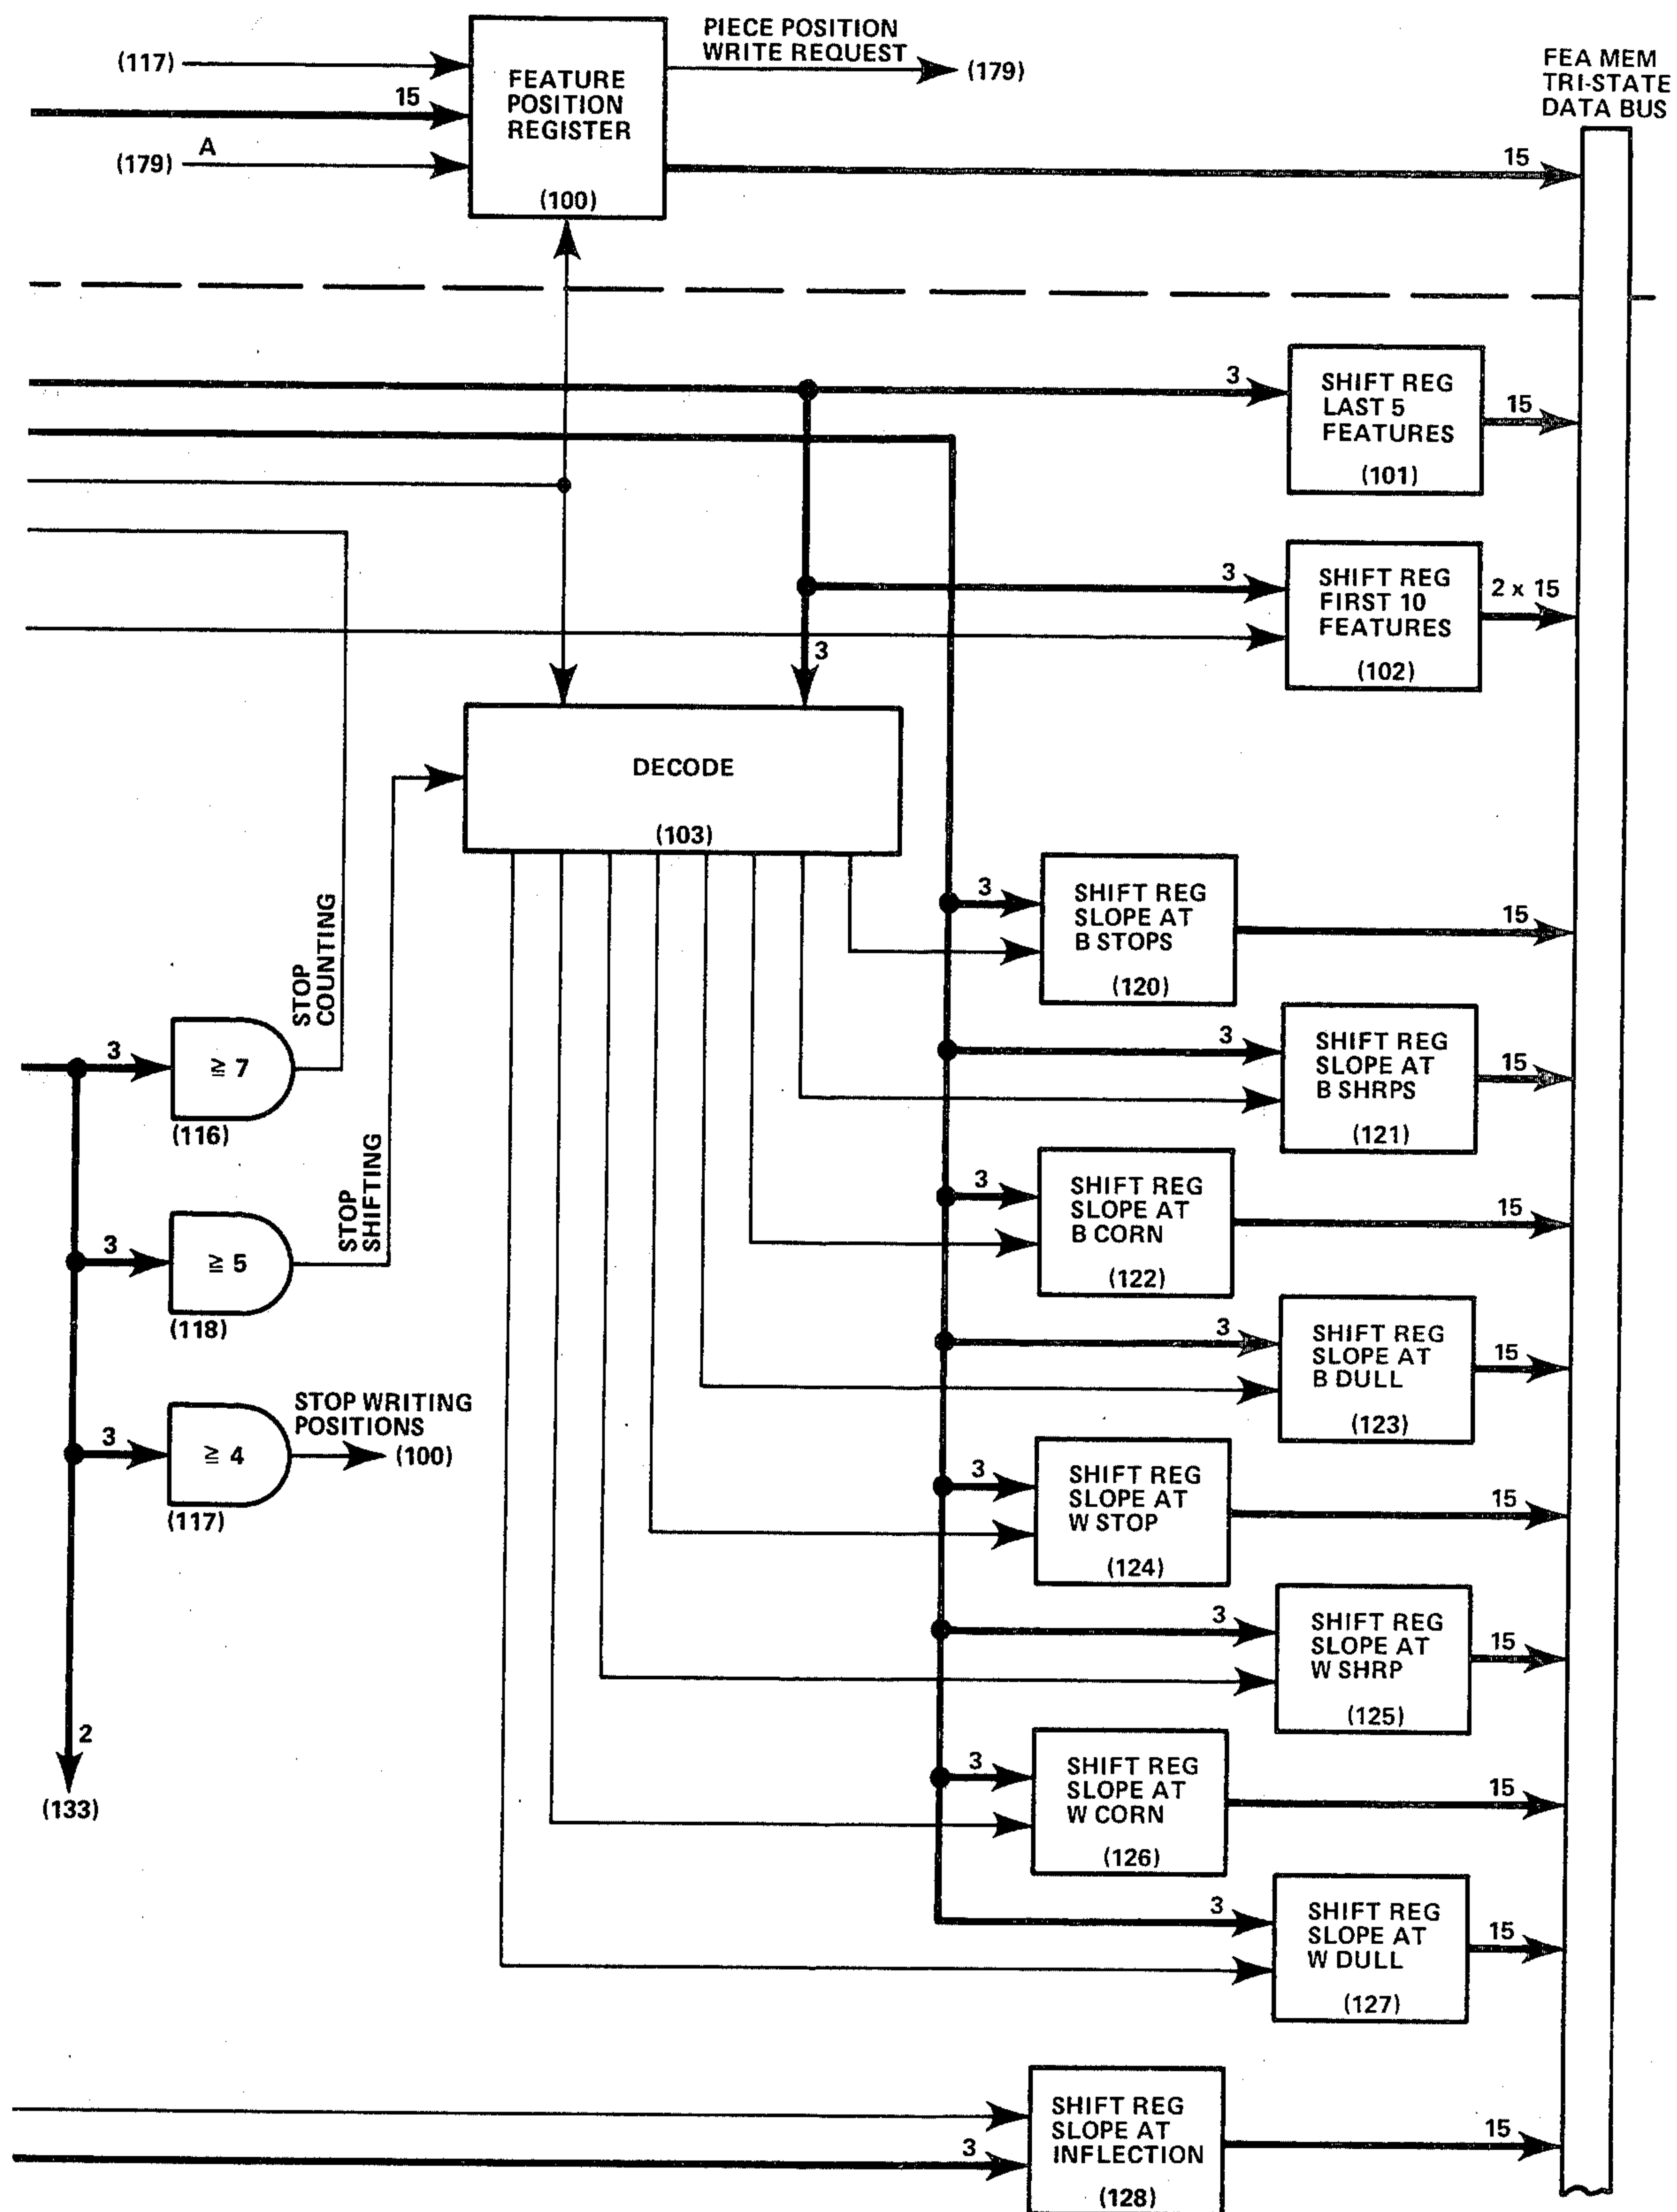 PIECE POSITION
WRITE REQUEST
(117)
(179)
FEATURE
POSITION
REGISTER
(100)
15
(179)
A
15
FEA MEM
TRI-STATE
DATA BUS
3
SHIFT REG
LAST 5
FEATURES
(101)
15
3
SHIFT REG
FIRST 10
FEATURES
(102)
2 x 15
3
DECODE
(103)
3
SHIFT REG
SLOPE AT
B STOPS
(120)
15
STOP
COUNTING
3
≥ 7
(116)
3
SHIFT REG
SLOPE AT
B SHRPS
(121)
15
STOP
SHIFTING
3
≥ 5
(118)
3
SHIFT REG
SLOPE AT
B CORN
(122)
15
3
SHIFT REG
SLOPE AT
B DULL
(123)
15
3
≥ 4
(117)
STOP WRITING
POSITIONS
(100)
3
SHIFT REG
SLOPE AT
W STOP
(124)
15
3
SHIFT REG
SLOPE AT
W SHRP
(125)
15
2
(133)
3
SHIFT REG
SLOPE AT
W CORN
(126)
15
3
SHIFT REG
SLOPE AT
W DULL
(127)
15
3
SHIFT REG
SLOPE AT
INFLECTION
(128)
15